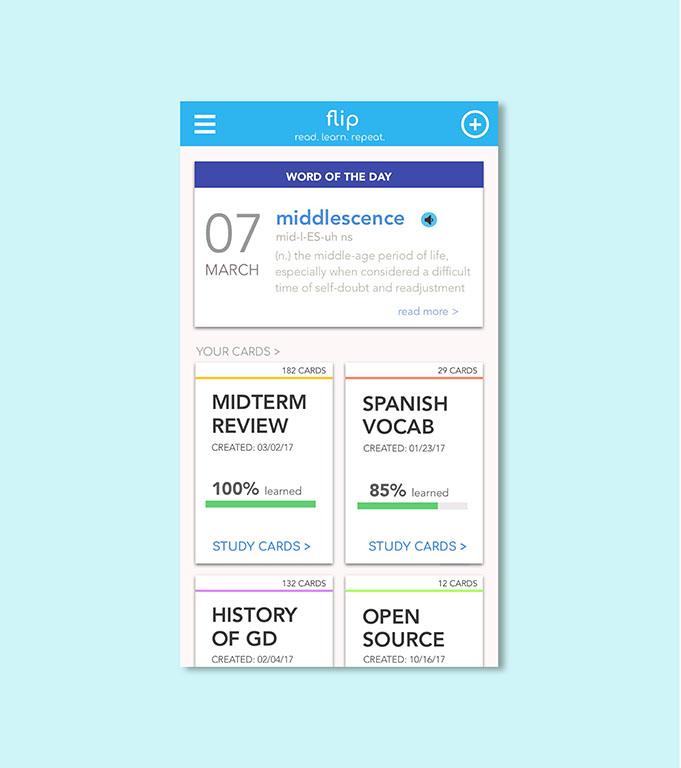 flip
read. learn. repeat.
WORD OF THE DAY
07
MARCH
middlescence
mid-l-ES-uh ns
(n.) the middle-age period of life,
especially when considered a difficult
time of self-doubt and readjustment
read more >
YOUR CARDS >
182 CARDS
MIDTERM
REVIEW
CREATED: 03/02/17
100% learned
STUDY CARDS >
29 CARDS
SPANISH
VOCAB
CREATED: 01/23/17
85% learned
STUDY CARDS >
132 CARDS
HISTORY
OF GD
CREATED: 02/04/17
12 CARDS
OPEN
SOURCE
CREATED: 10/16/17